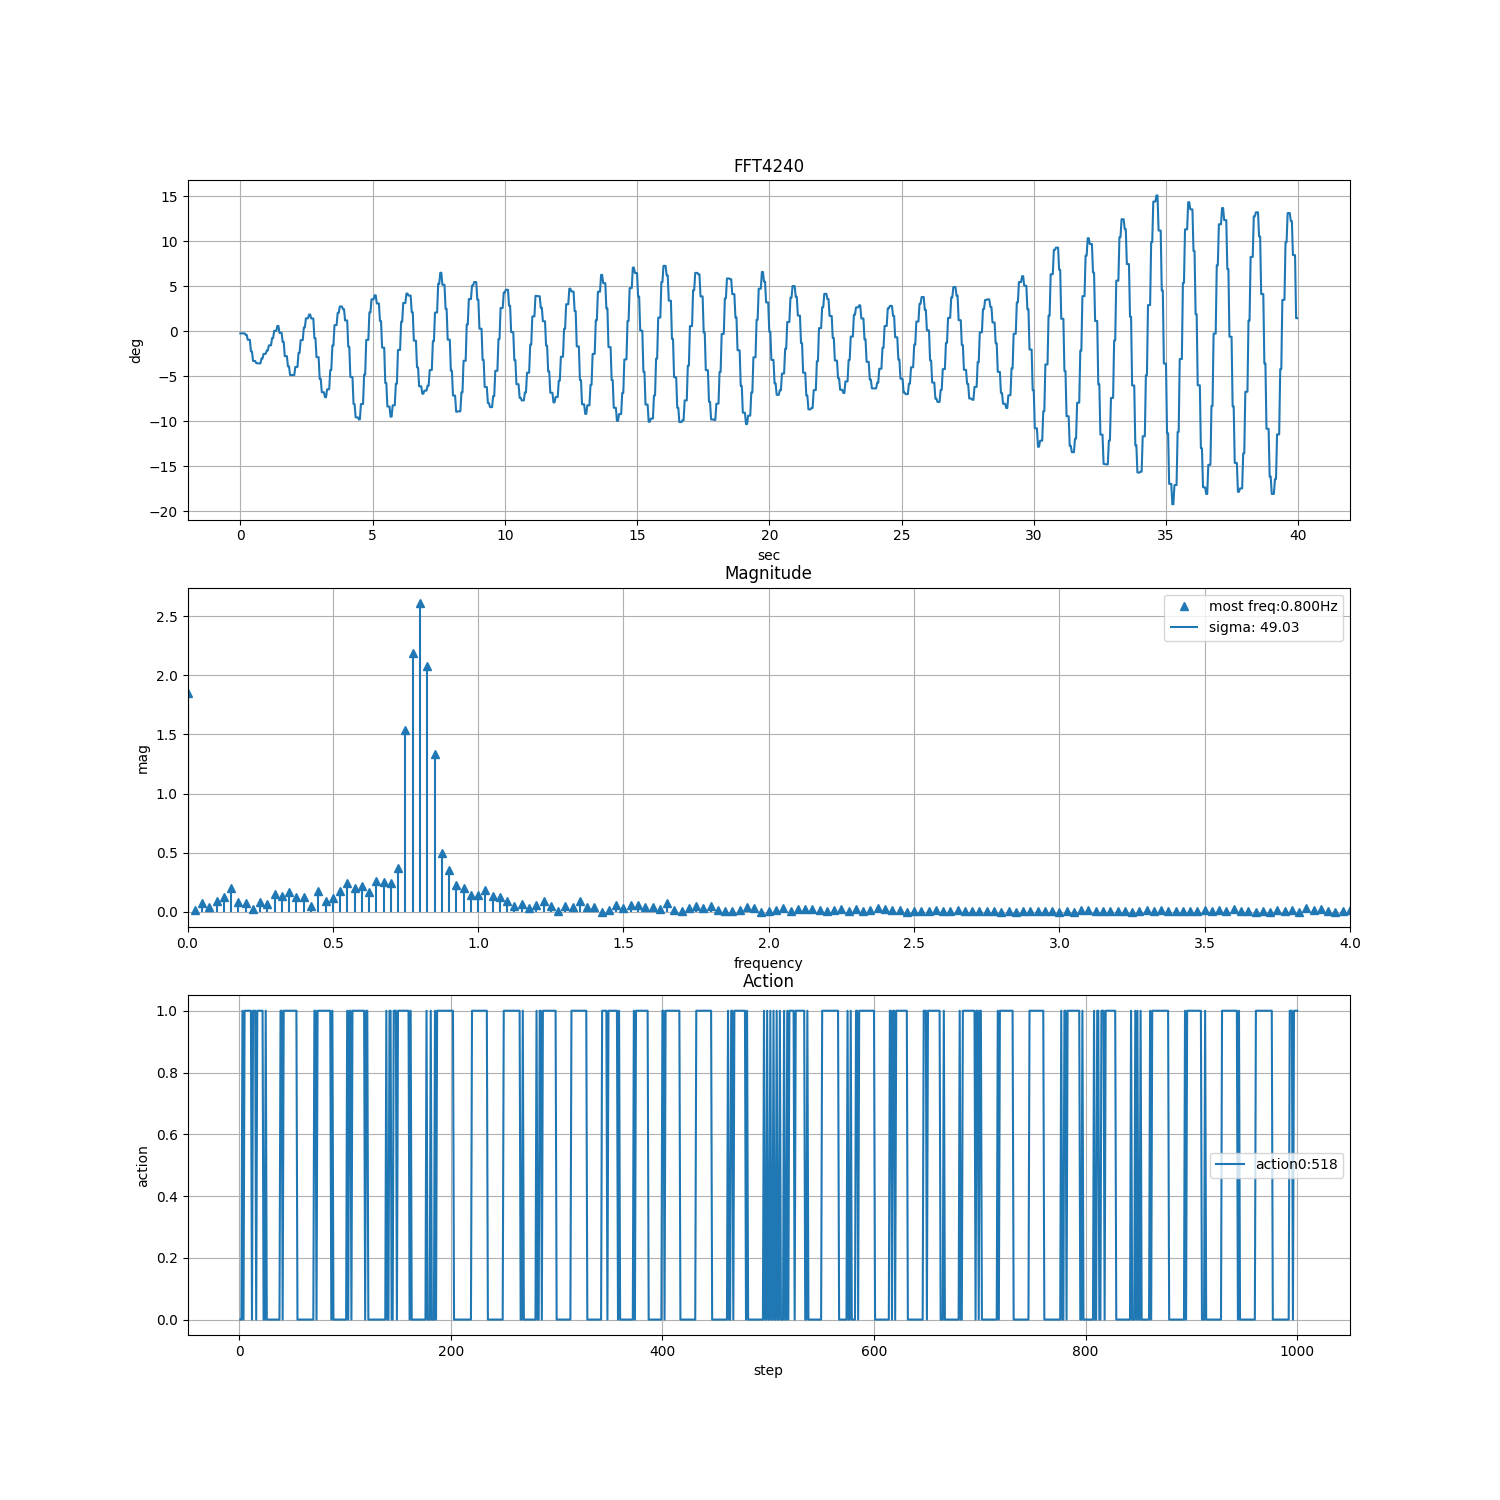 FFT4240
15
10
5
0
−5
−10
−15
−20
deg
0 5 10 15 20 25 30 35 40
sec
Magnitude
most freq:0.800Hz
sigma: 49.03
2.5
2.0
1.5
1.0
0.5
0.0
mag
0.0 0.5 1.0 1.5 2.0 2.5 3.0 3.5 4.0
frequency
Action
1.0
0.8
0.6
0.4
0.2
0.0
action
action0:518
0 200 400 600 800 1000
step